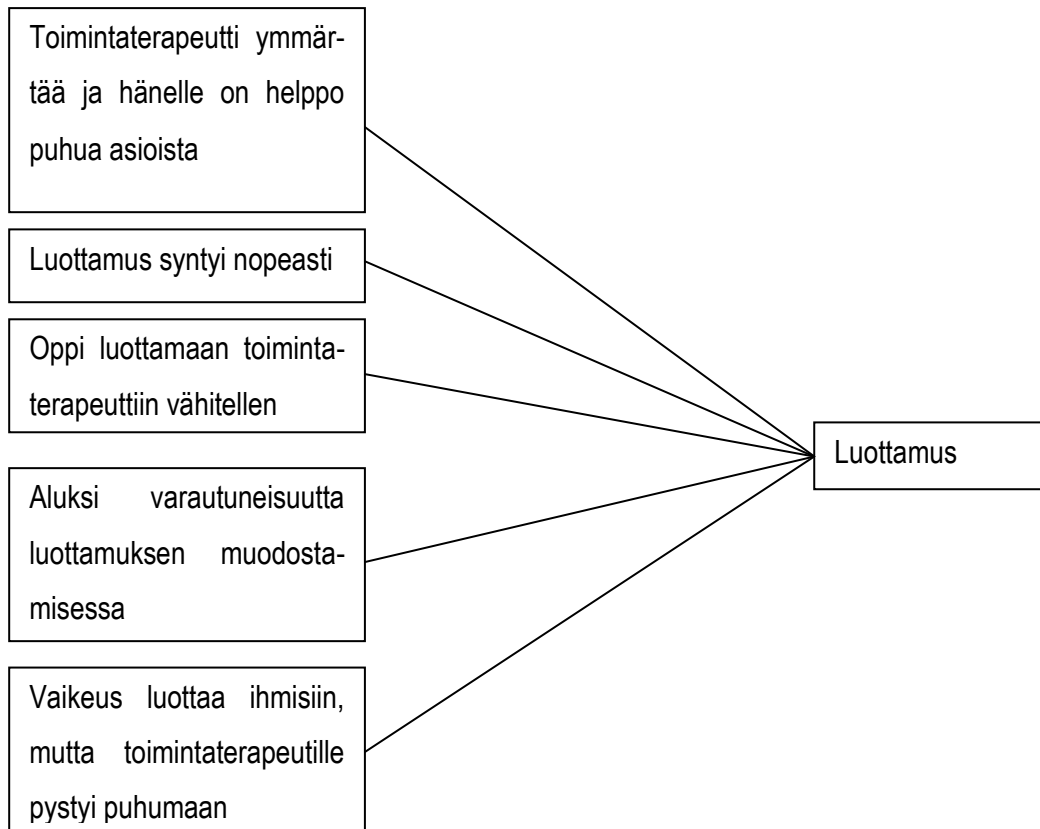 Toimintaterapeutti ymmär-
tää ja hänelle on helppo
puhua asioista
Luottamus syntyi nopeasti
Oppi luottamaan toiminta-
terapeuttiin vähitellen
Aluksi varautuneisuutta
luottamuksen muodosta-
misessa
Vaikeus luottaa ihmisiin,
mutta toimintaterapeutille
pystyi puhumaan
Luottamus